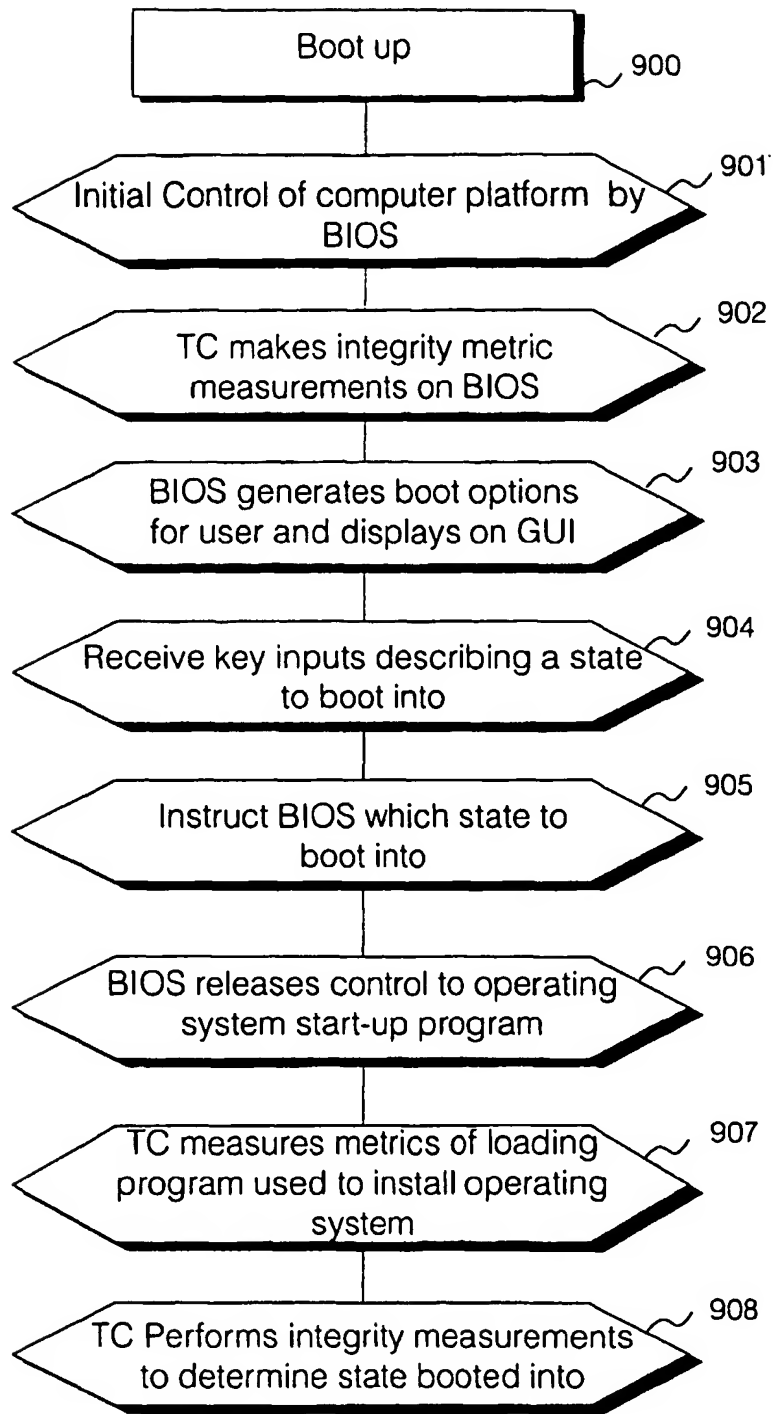 Boot up
900
Initial Control of computer platform by
BIOS
901
TC makes integrity metric
measurements on BIOS
902
BIOS generates boot options
for user and displays on GUI
903
Receive key inputs describing a state
to boot into
904
Instruct BIOS which state to
boot into
905
BIOS releases control to operating
system start-up program
906
TC measures metrics of loading
program used to install operating
system
907
TC Performs integrity measurements
to determine state booted into
908